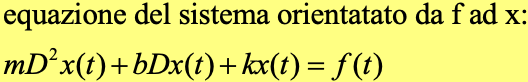 equazione del sistema orientatato da f ad x:
mD²x(t)+bDx(t)+kx(t) = f(t)